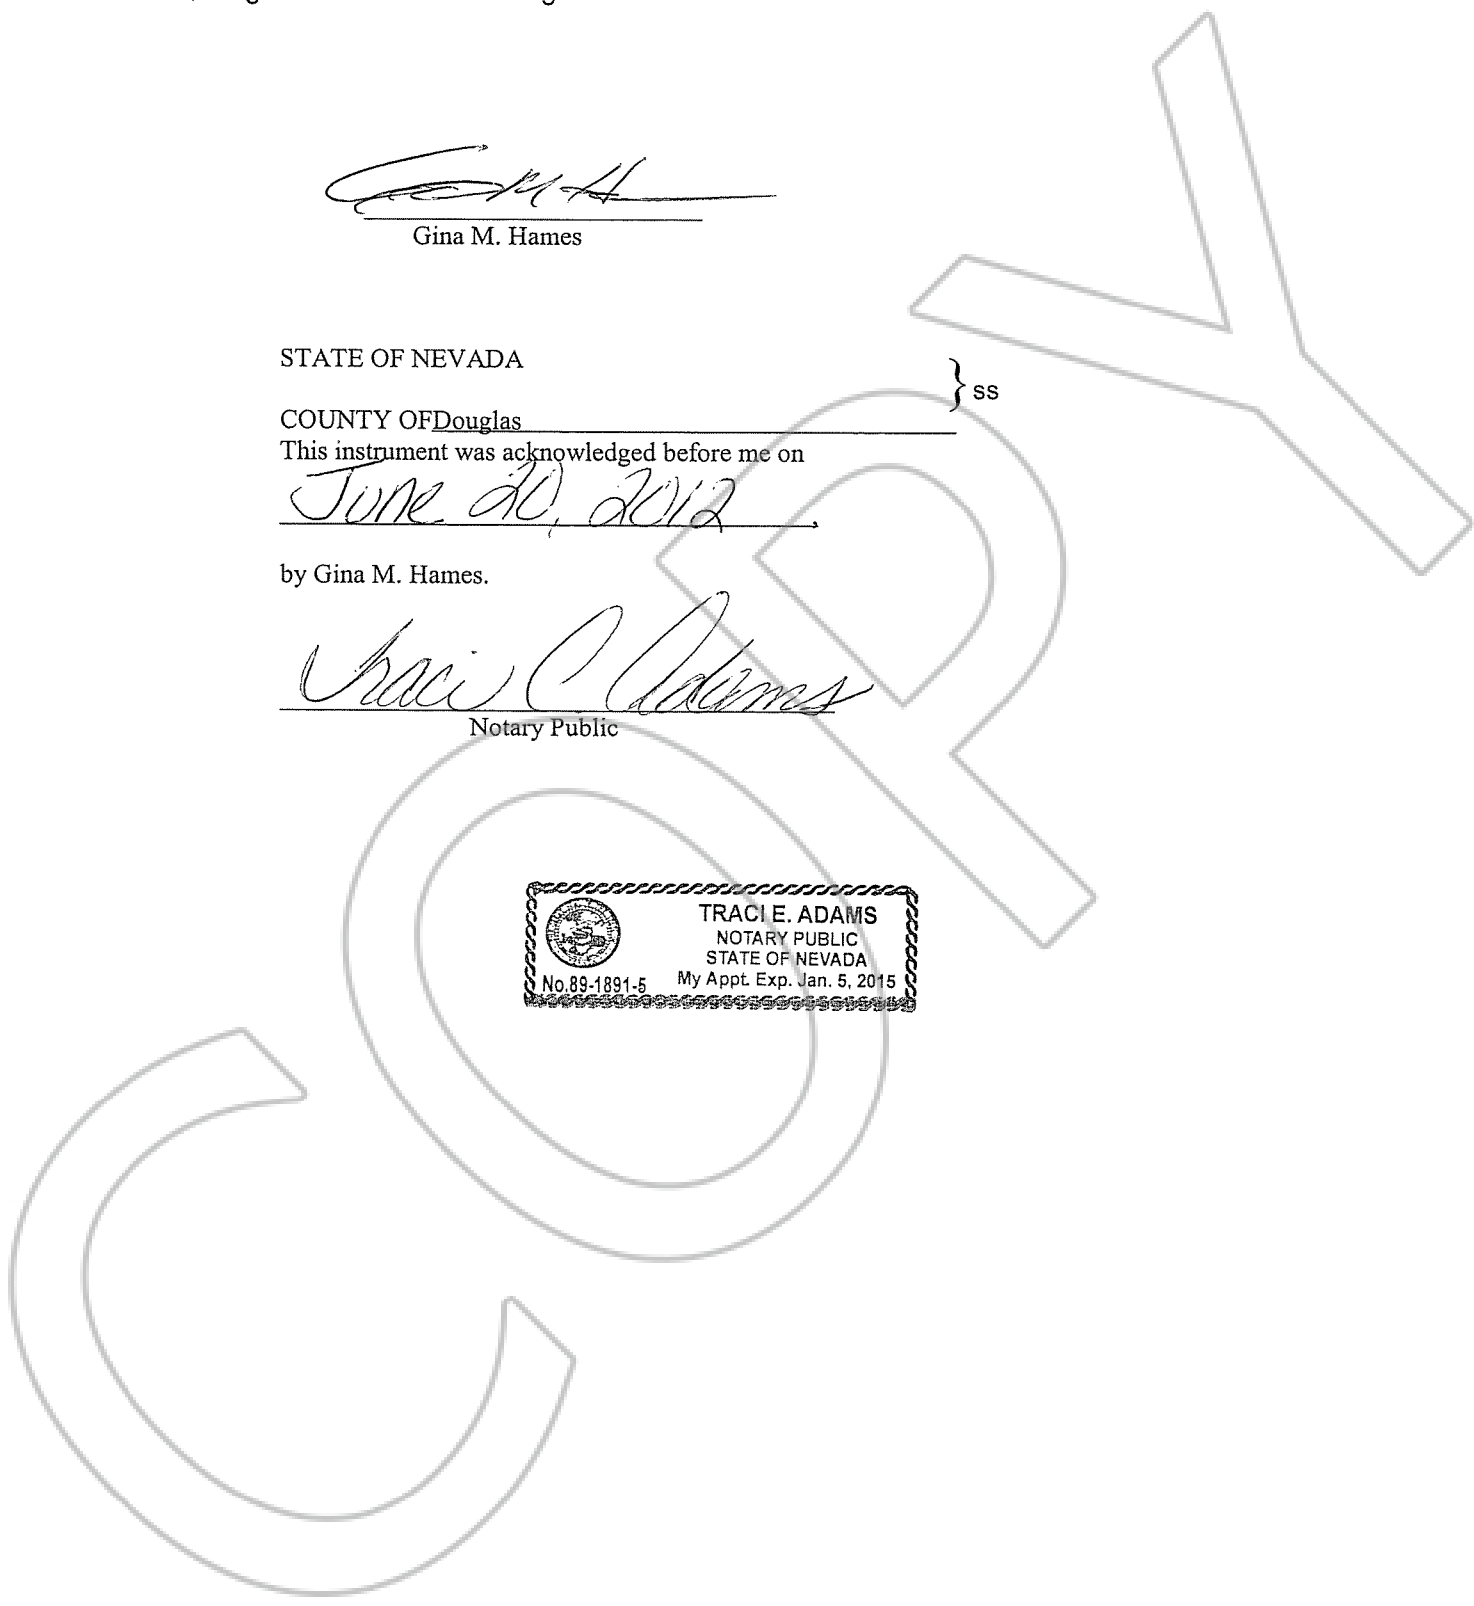 Gina M. Hames
STATE OF NEVADA
} ss
COUNTY OFDouglas
This instrument was acknowledged before me on
June 20, 2012,
by Gina M. Hames.
Traci E Adams
Notary Public
TRACI E. ADAMS
NOTARY PUBLIC
STATE OF NEVADA
No.89-1891-5 My Appt. Exp. Jan. 5, 2015
COPY